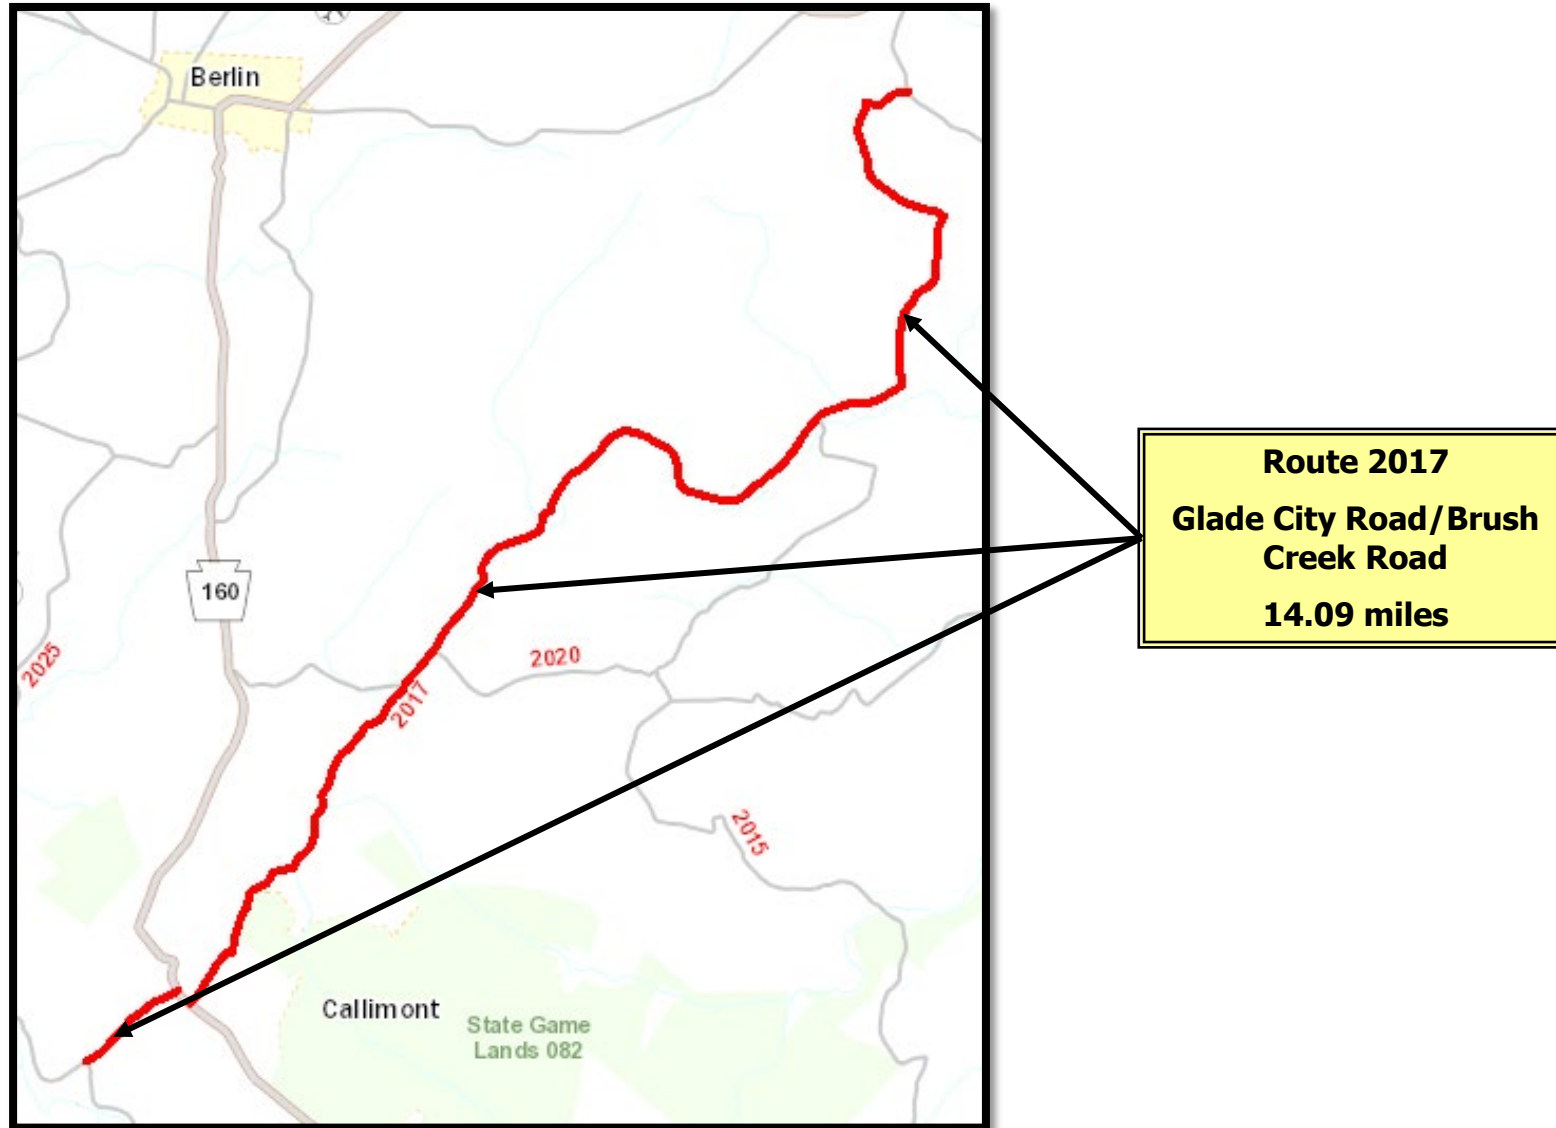 Berlin
Route 2017
Glade City Road/Brush
Creek Road
14.09 miles
160
2025
2020
2017
2015
Callimont
State Game
Lands 082